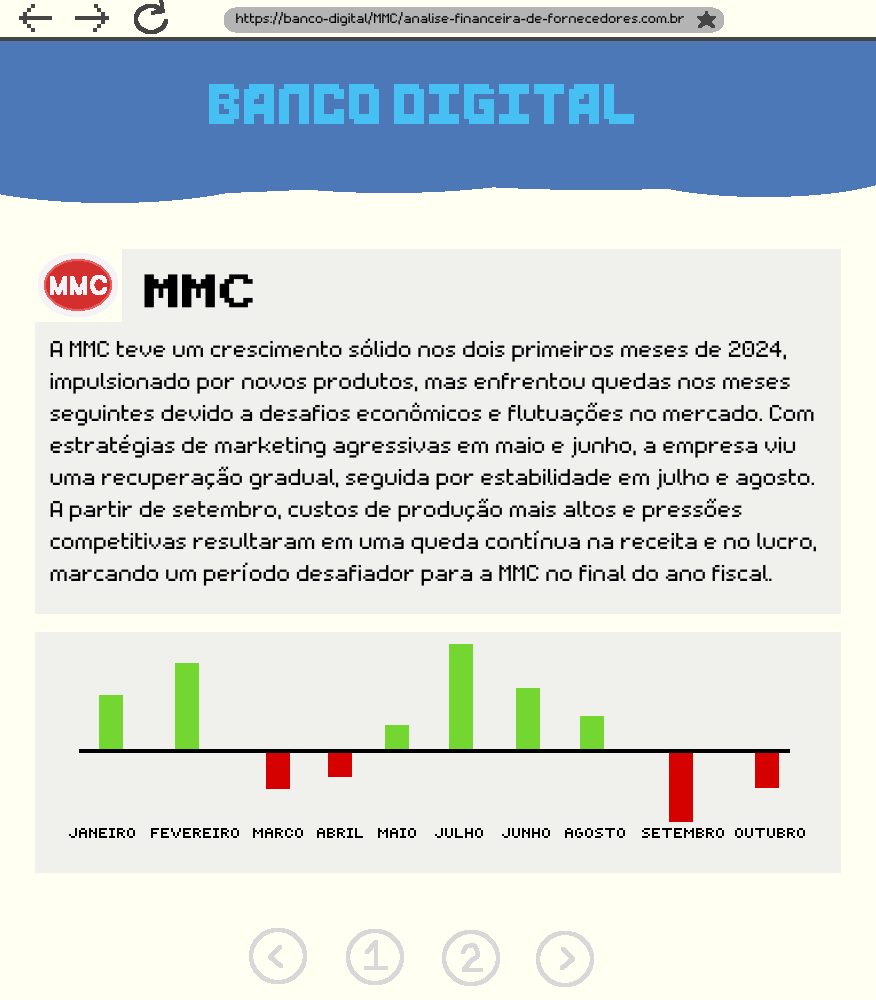 https://banco-digital/MMC/analise-financeira-de-fornecedores.com.br
BANCO DIGITAL
MMC
MMC
A MMC teve um crescimento sólido nos dois primeiros meses de 2024,
impulsionado por novos produtos, mas enfrentou quedas nos meses
seguintes devido a desafios econômicos e flutuações no mercado. Com
estratégias de marketing agressivas em maio e junho, a empresa viu
uma recuperação gradual, seguida por estabilidade em julho e agosto.
A partir de setembro, custos de produção mais altos e pressões
competitivas resultaram em uma queda contínua na receita e no lucro,
marcando um período desafiador para a MMC no final do ano fiscal.
JANEIRO FEVEREIRO MARCO ABRIL MAIO JULHO JUNHO AGOSTO SETEMBRO OUTUBRO
< 1 2 >